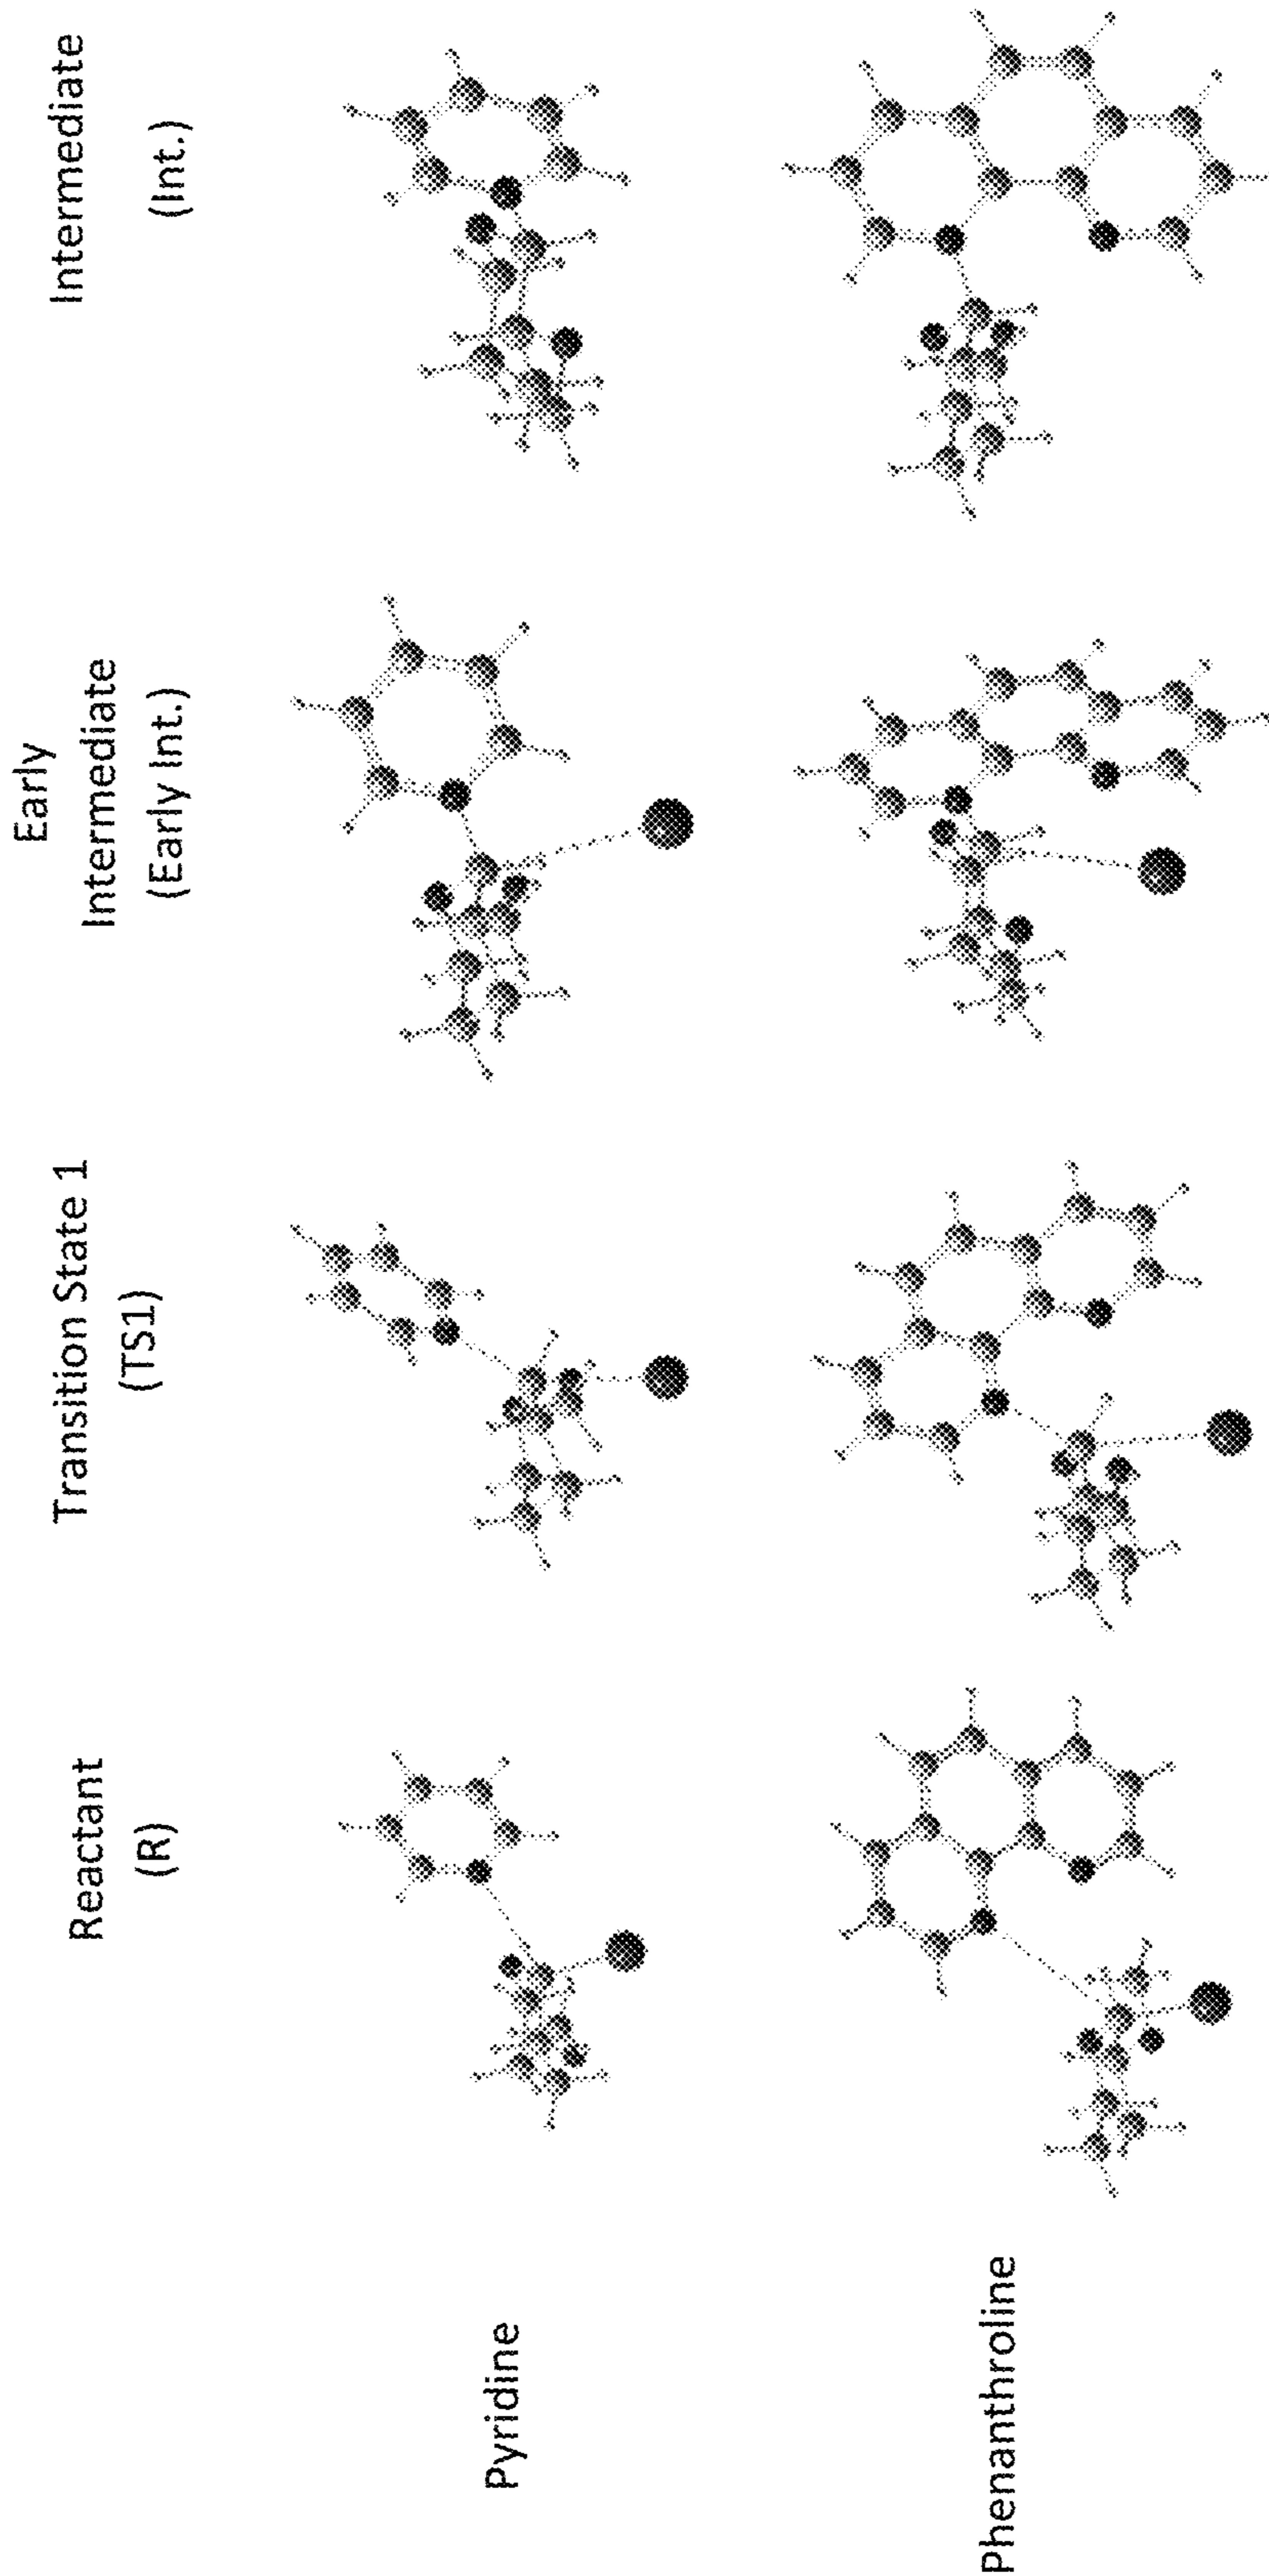 Reactant
(R)
Transition State 1
(TS1)
Early
Intermediate
(Early Int.)
Intermediate
(Int.)
Pyridine
Phenanthroline